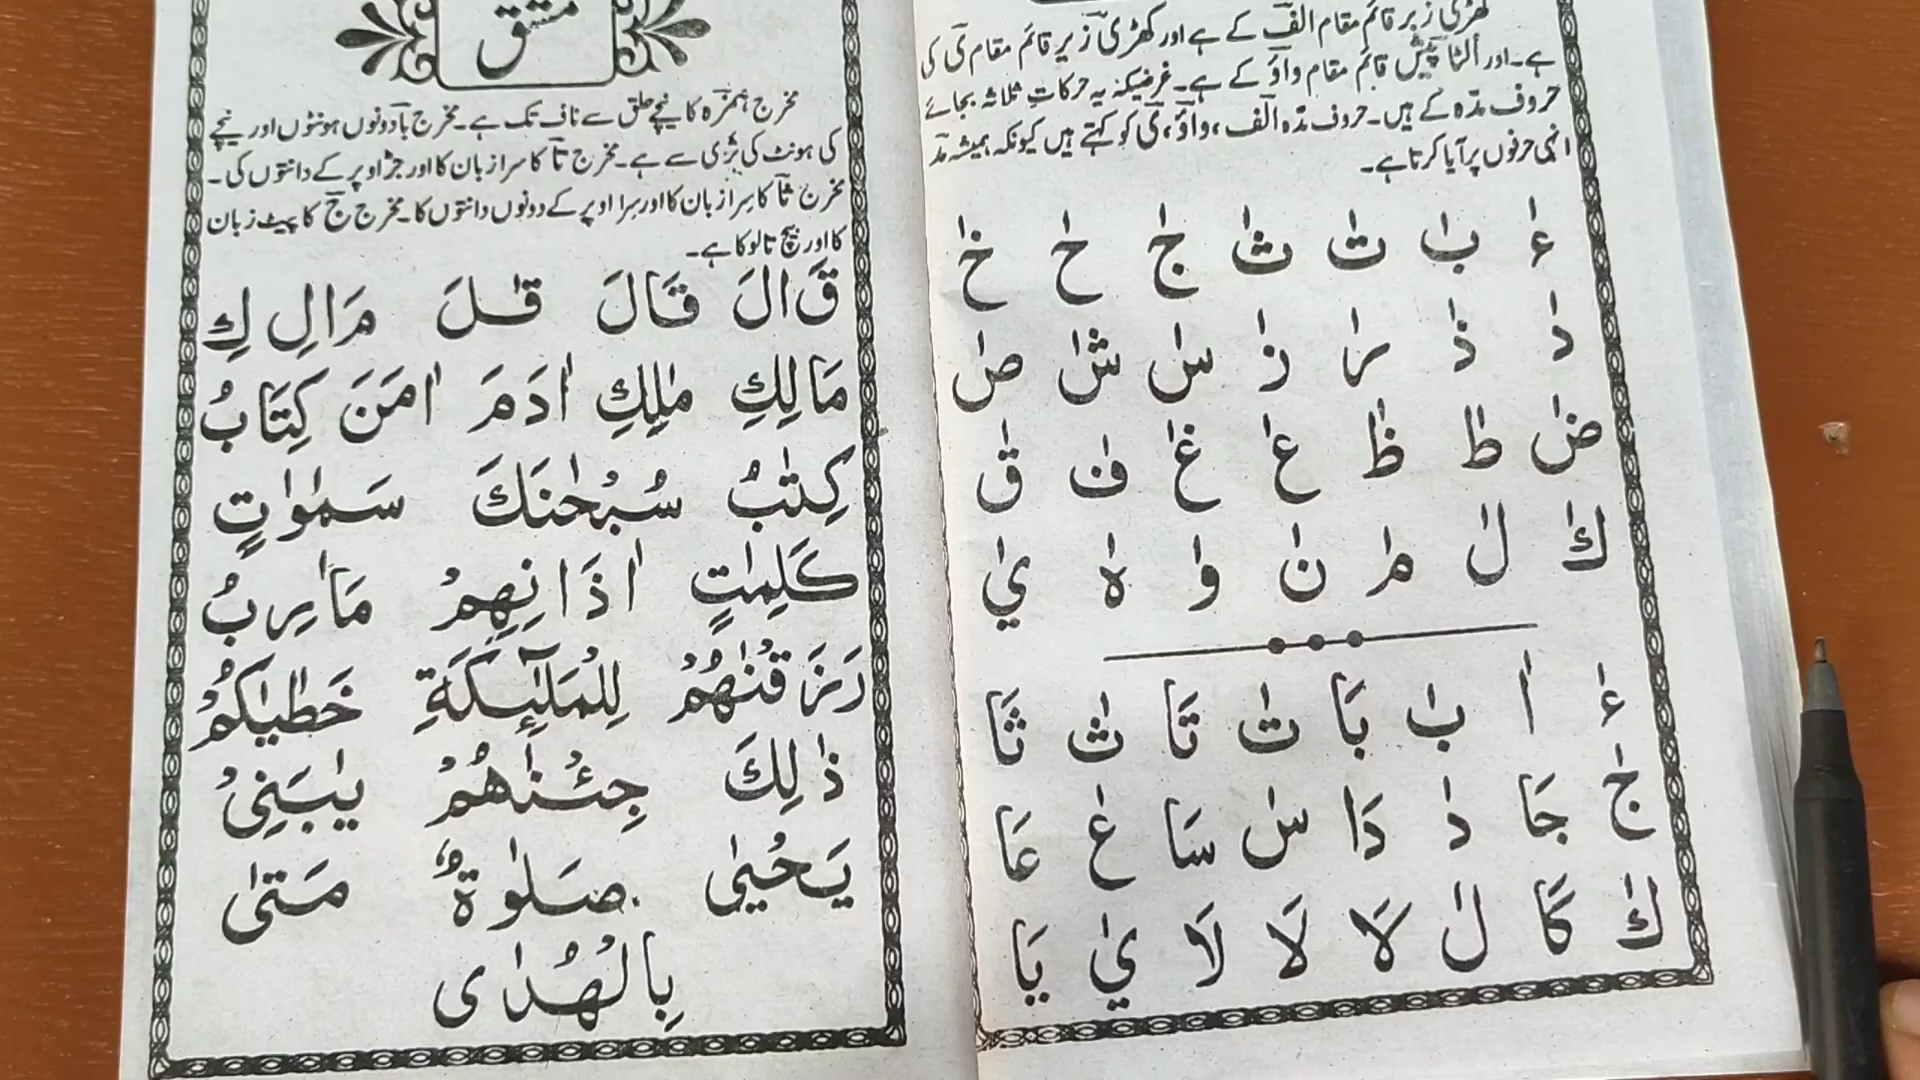 کھڑی زبر قائم مقام الف کے ہے اور کھڑی زیر قائم مقام ی کی
ہے۔ اور اُلٹا پیش قائم مقام واؤ کے ہے۔ غرضیکہ یہ حرکاتِ ثلاثہ بجائے
حروف مدّہ کے ہیں۔ حروف مدّہ الف، واؤ، ی کو کہتے ہیں کیونکہ ہمیشہ مدّ
انہی حرفوں پر آیا کرتا ہے۔
ءٰ بٰ تٰ ثٰ جٰ حٰ خٰ
دٰ ذٰ رٰ زٰ سٰ شٰ صٰ
ضٰ طٰ ظٰ عٰ غٰ فٰ قٰ
كٰ لٰ مٰ نٰ وٰ هٰ يٰ
ءٰ اٰ بٰ بَا تٰ تَا ثٰ ثَا
جٰ جَا دٰ دَا سٰ سَا عٰ عَا
كٰ كَا لٰ لَا لَا لَا يٰ يَا
مشق
مخرج ہمزہ کا نیچے حلق سے ناف تک ہے۔ مخرج با دونوں ہونٹوں اور نیچے
کی ہونٹ کی تری سے ہے۔ مخرج تا کا سرا زبان کا اور جڑ اوپر کے دانتوں کی۔
مخرج ثا کا سرا زبان کا اور سرا اوپر کے دونوں دانتوں کا۔ مخرج ج کا پیٹ زبان
کا اور بیچ تالو کا ہے۔
قَ الَ قَالَ قٰلَ مَ الِ كِ
مَالِكِ مٰلِكِ اٰدَمَ اٰمَنَ كِتَابُ
كِتٰبُ سُبْحٰنَكَ سَمٰوٰتٍ
كَلِمٰتٍ اٰذَانِهِمْ مَاٰرِبُ
رَزَقْنٰهُمْ لِلْمَلٰٓئِكَةِ خَطٰيٰكُمْ
ذٰلِكَ جِئْنٰهُمْ يٰبَنِیْ
يَحْيٰى صَلٰوةٌ مَتٰى
بِالْهُدٰى